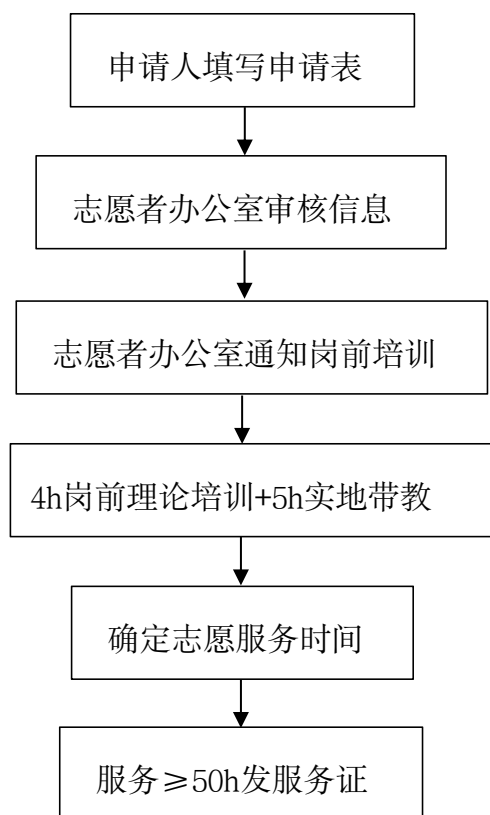 申请人填写申请表
志愿者办公室审核信息
志愿者办公室通知岗前培训
4h岗前理论培训+5h实地带教
确定志愿服务时间
服务≥50h发服务证